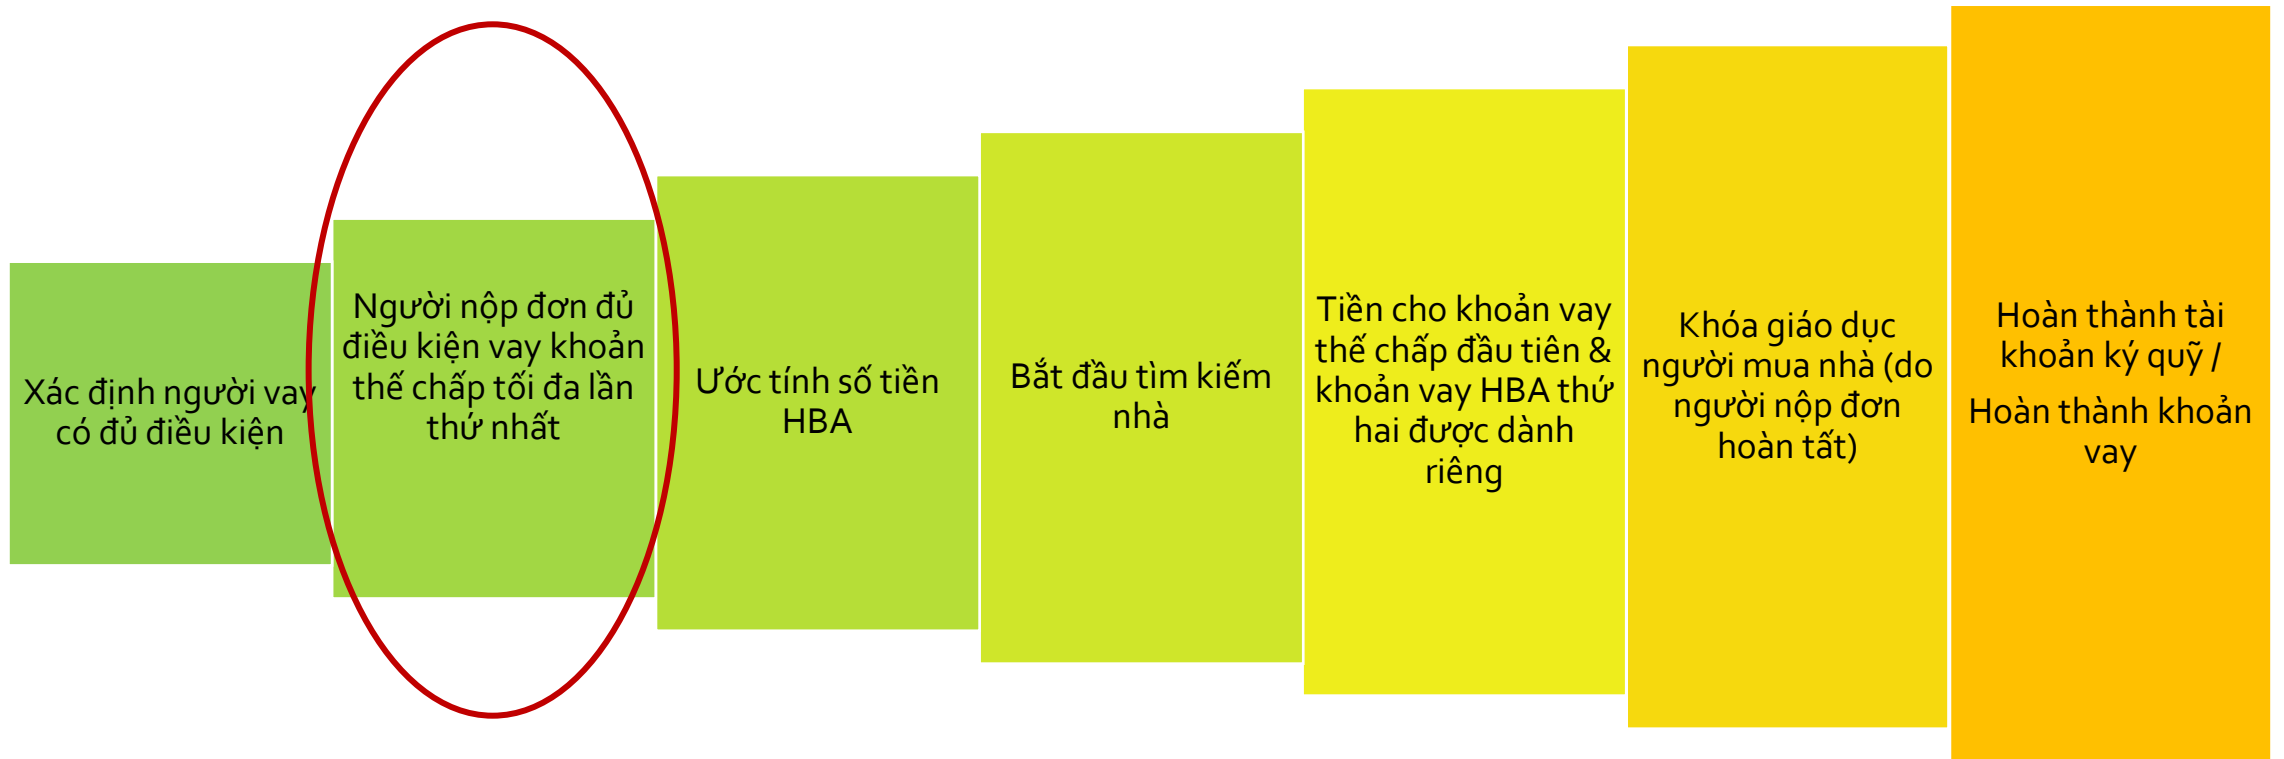 Xác định người vay
có đủ điều kiện
Người nộp đơn đủ
điều kiện vay khoản
thế chấp tối đa lần
thứ nhất
Ước tính số tiền
HBA
Bắt đầu tìm kiếm
nhà
Tiền cho khoản vay
thế chấp đầu tiên &
khoản vay HBA thứ
hai được dành
riêng
Khóa giáo dục
người mua nhà (do
người nộp đơn
hoàn tất)
Hoàn thành tài
khoản ký quỹ /
Hoàn thành khoản
vay